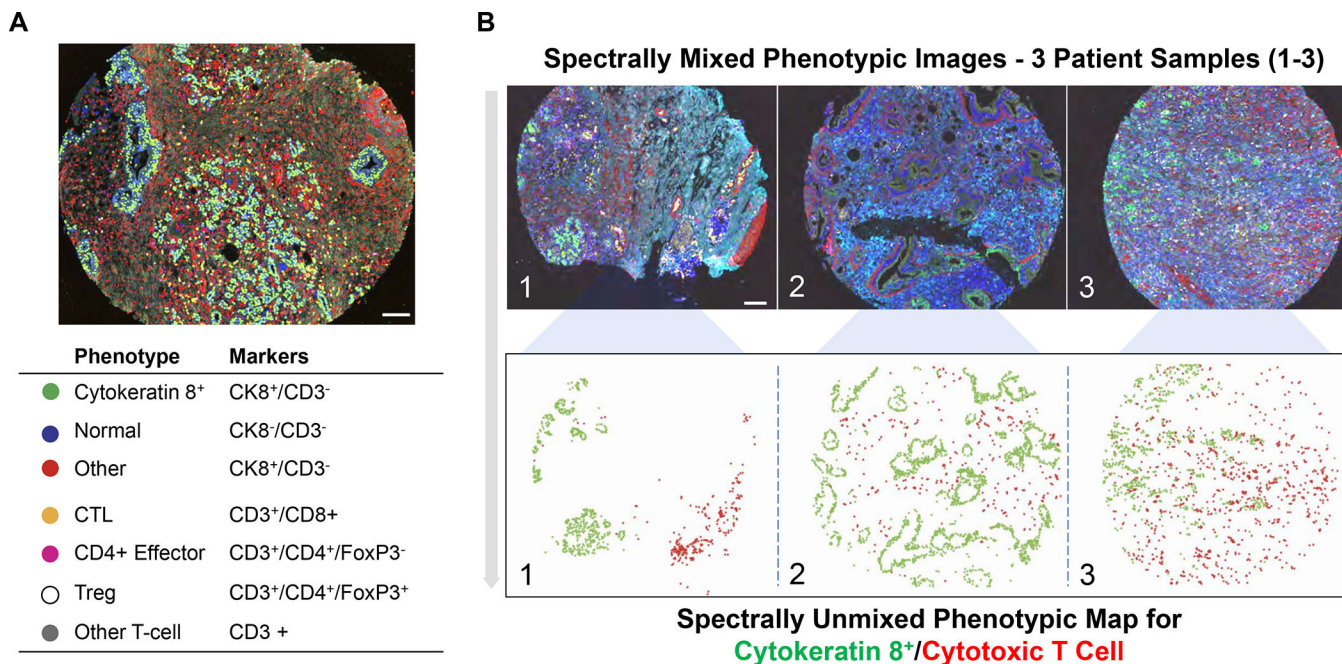 A
Phenotype Markers
Cytokeratin 8⁺ CK8⁺/CD3⁻
Normal CK8⁻/CD3⁻
Other CK8⁺/CD3⁻
CTL CD3⁺/CD8+
CD4+ Effector CD3⁺/CD4⁺/FoxP3⁻
Treg CD3⁺/CD4⁺/FoxP3⁺
Other T-cell CD3 +
B
Spectrally Mixed Phenotypic Images - 3 Patient Samples (1-3)
1 2 3
1 2 3
Spectrally Unmixed Phenotypic Map for
Cytokeratin 8⁺/Cytotoxic T Cell